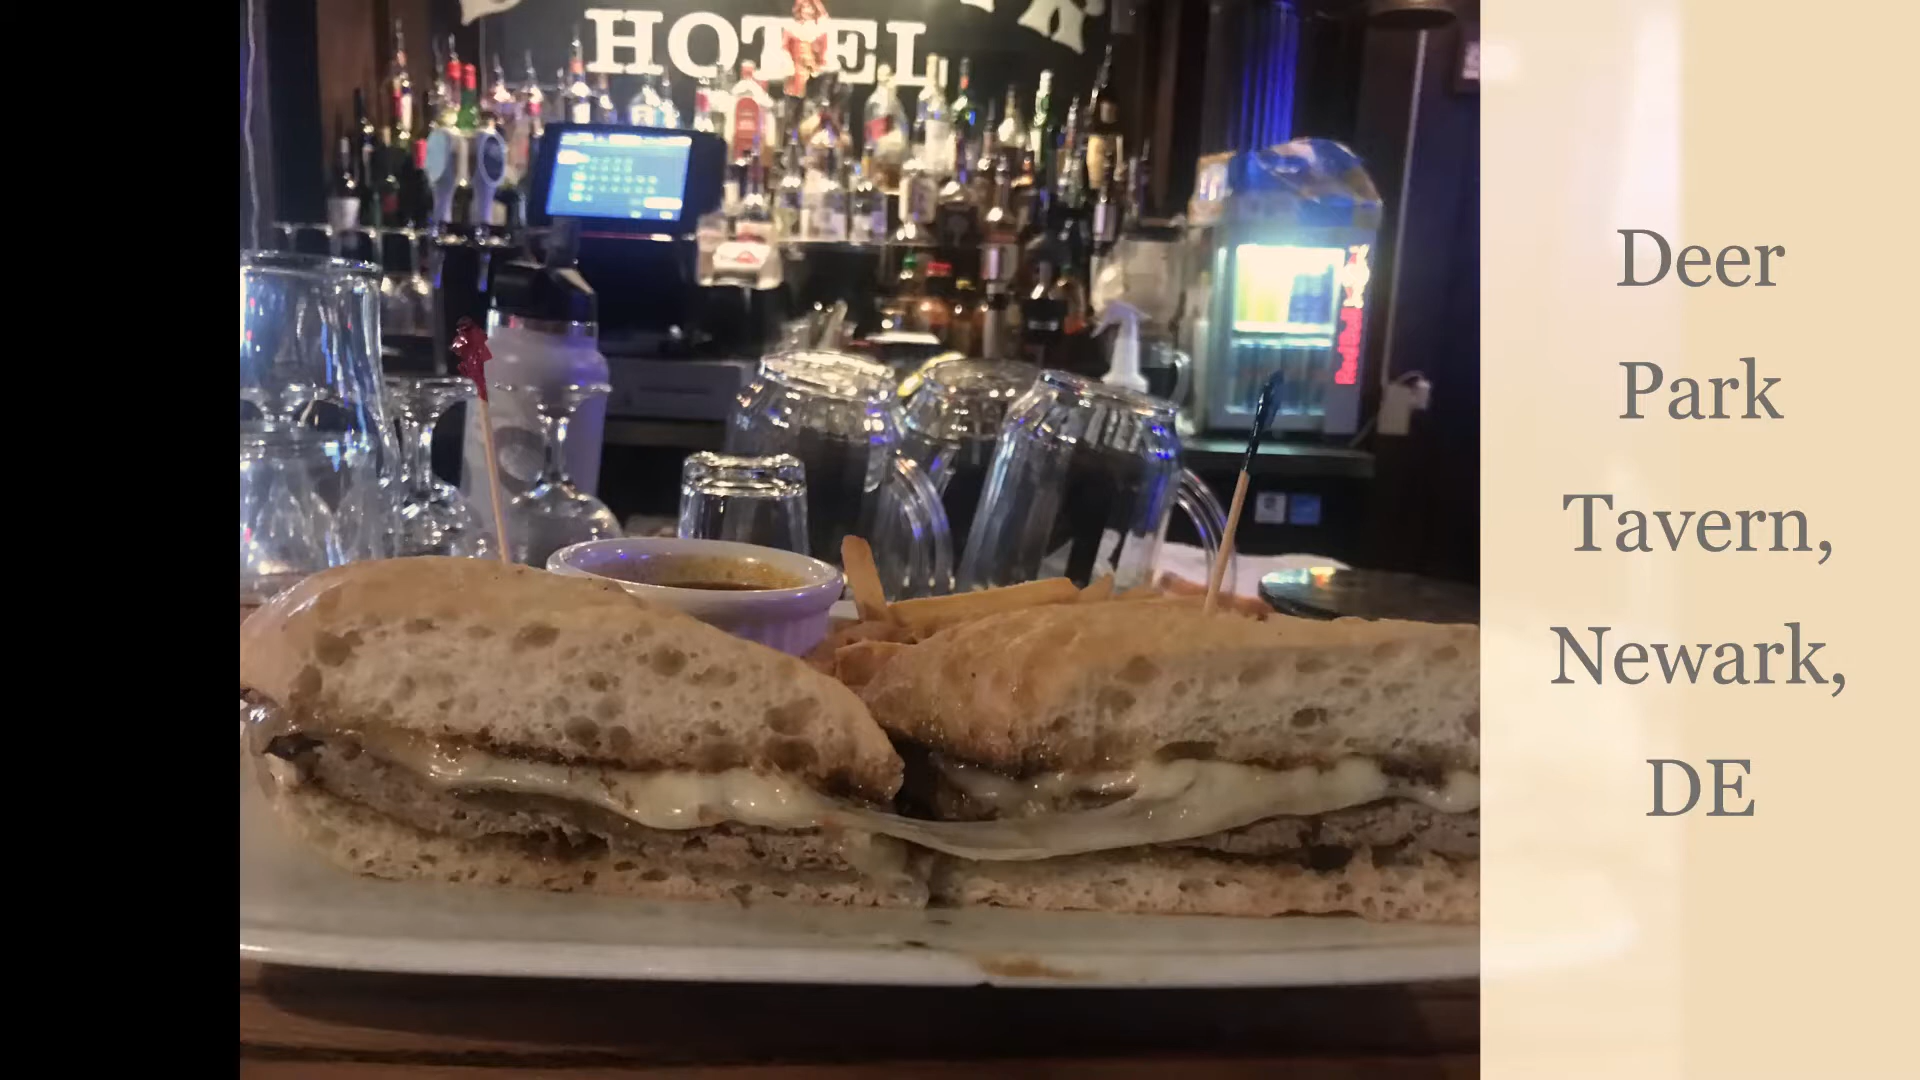 HOTEL
Deer
Park
Tavern,
Newark,
DE